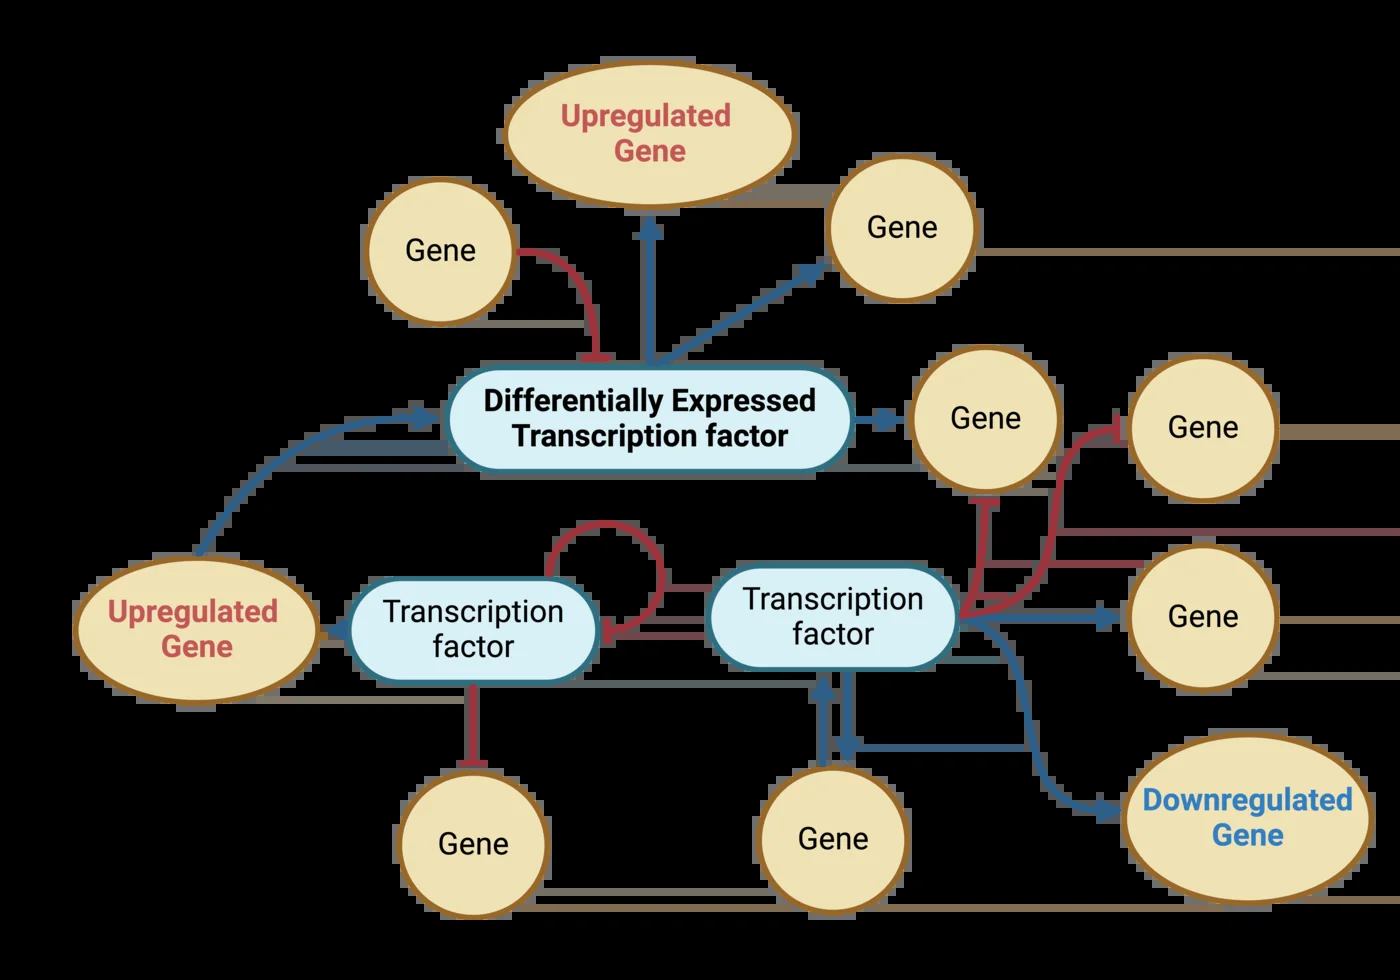 Upregulated
Gene
Gene
Gene
Differentially Expressed
Transcription factor
Gene
Gene
Upregulated
Gene
Transcription
factor
Transcription
factor
Gene
Gene
Gene
Downregulated
Gene